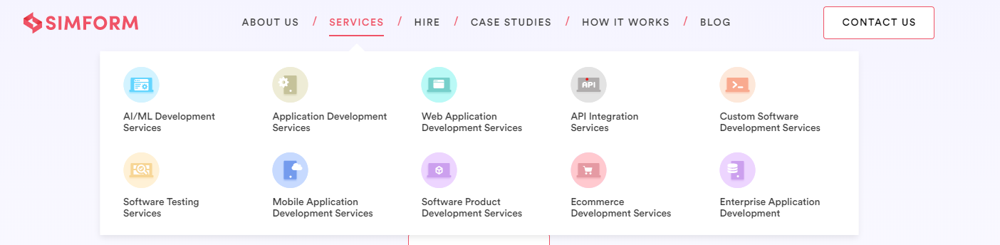 SIMFORM
ABOUT US / SERVICES / HIRE / CASE STUDIES / HOW IT WORKS / BLOG
CONTACT US
AI/ML Development
Services
Application Development
Services
Web Application
Development Services
API
API Integration
Services
Custom Software
Development Services
Software Testing
Services
Mobile Application
Development Services
Software Product
Development Services
Ecommerce
Development Services
Enterprise Application
Development